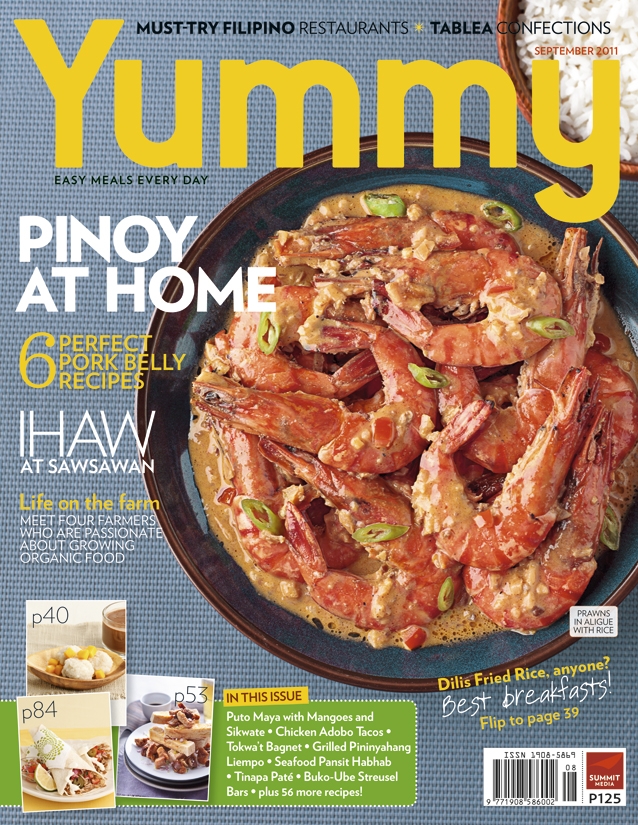 MUST-TRY FILIPINO RESTAURANTS * TABLEA CONFECTIONS
SEPTEMBER 2011
Yummy
EASY MEALS EVERY DAY
PINOY
AT HOME
6 PERFECT
PORK BELLY
RECIPES
IHAW
AT SAWSAWAN
Life on the farm
MEET FOUR FARMERS
WHO ARE PASSIONATE
ABOUT GROWING
ORGANIC FOOD
PRAWNS
IN ALIGUE
WITH RICE
p40
p84
p53
IN THIS ISSUE
Puto Maya with Mangoes and
Sikwate • Chicken Adobo Tacos •
Tokwa't Bagnet • Grilled Pininyahang
Liempo • Seafood Pansit Habhab
• Tinapa Paté • Buko-Ube Streusel
Bars • plus 56 more recipes!
Dilis Fried Rice, anyone?
Best breakfasts!
Flip to page 39
ISSN 1908-5869
08
9 771908 586002
SUMMIT
MEDIA
P125